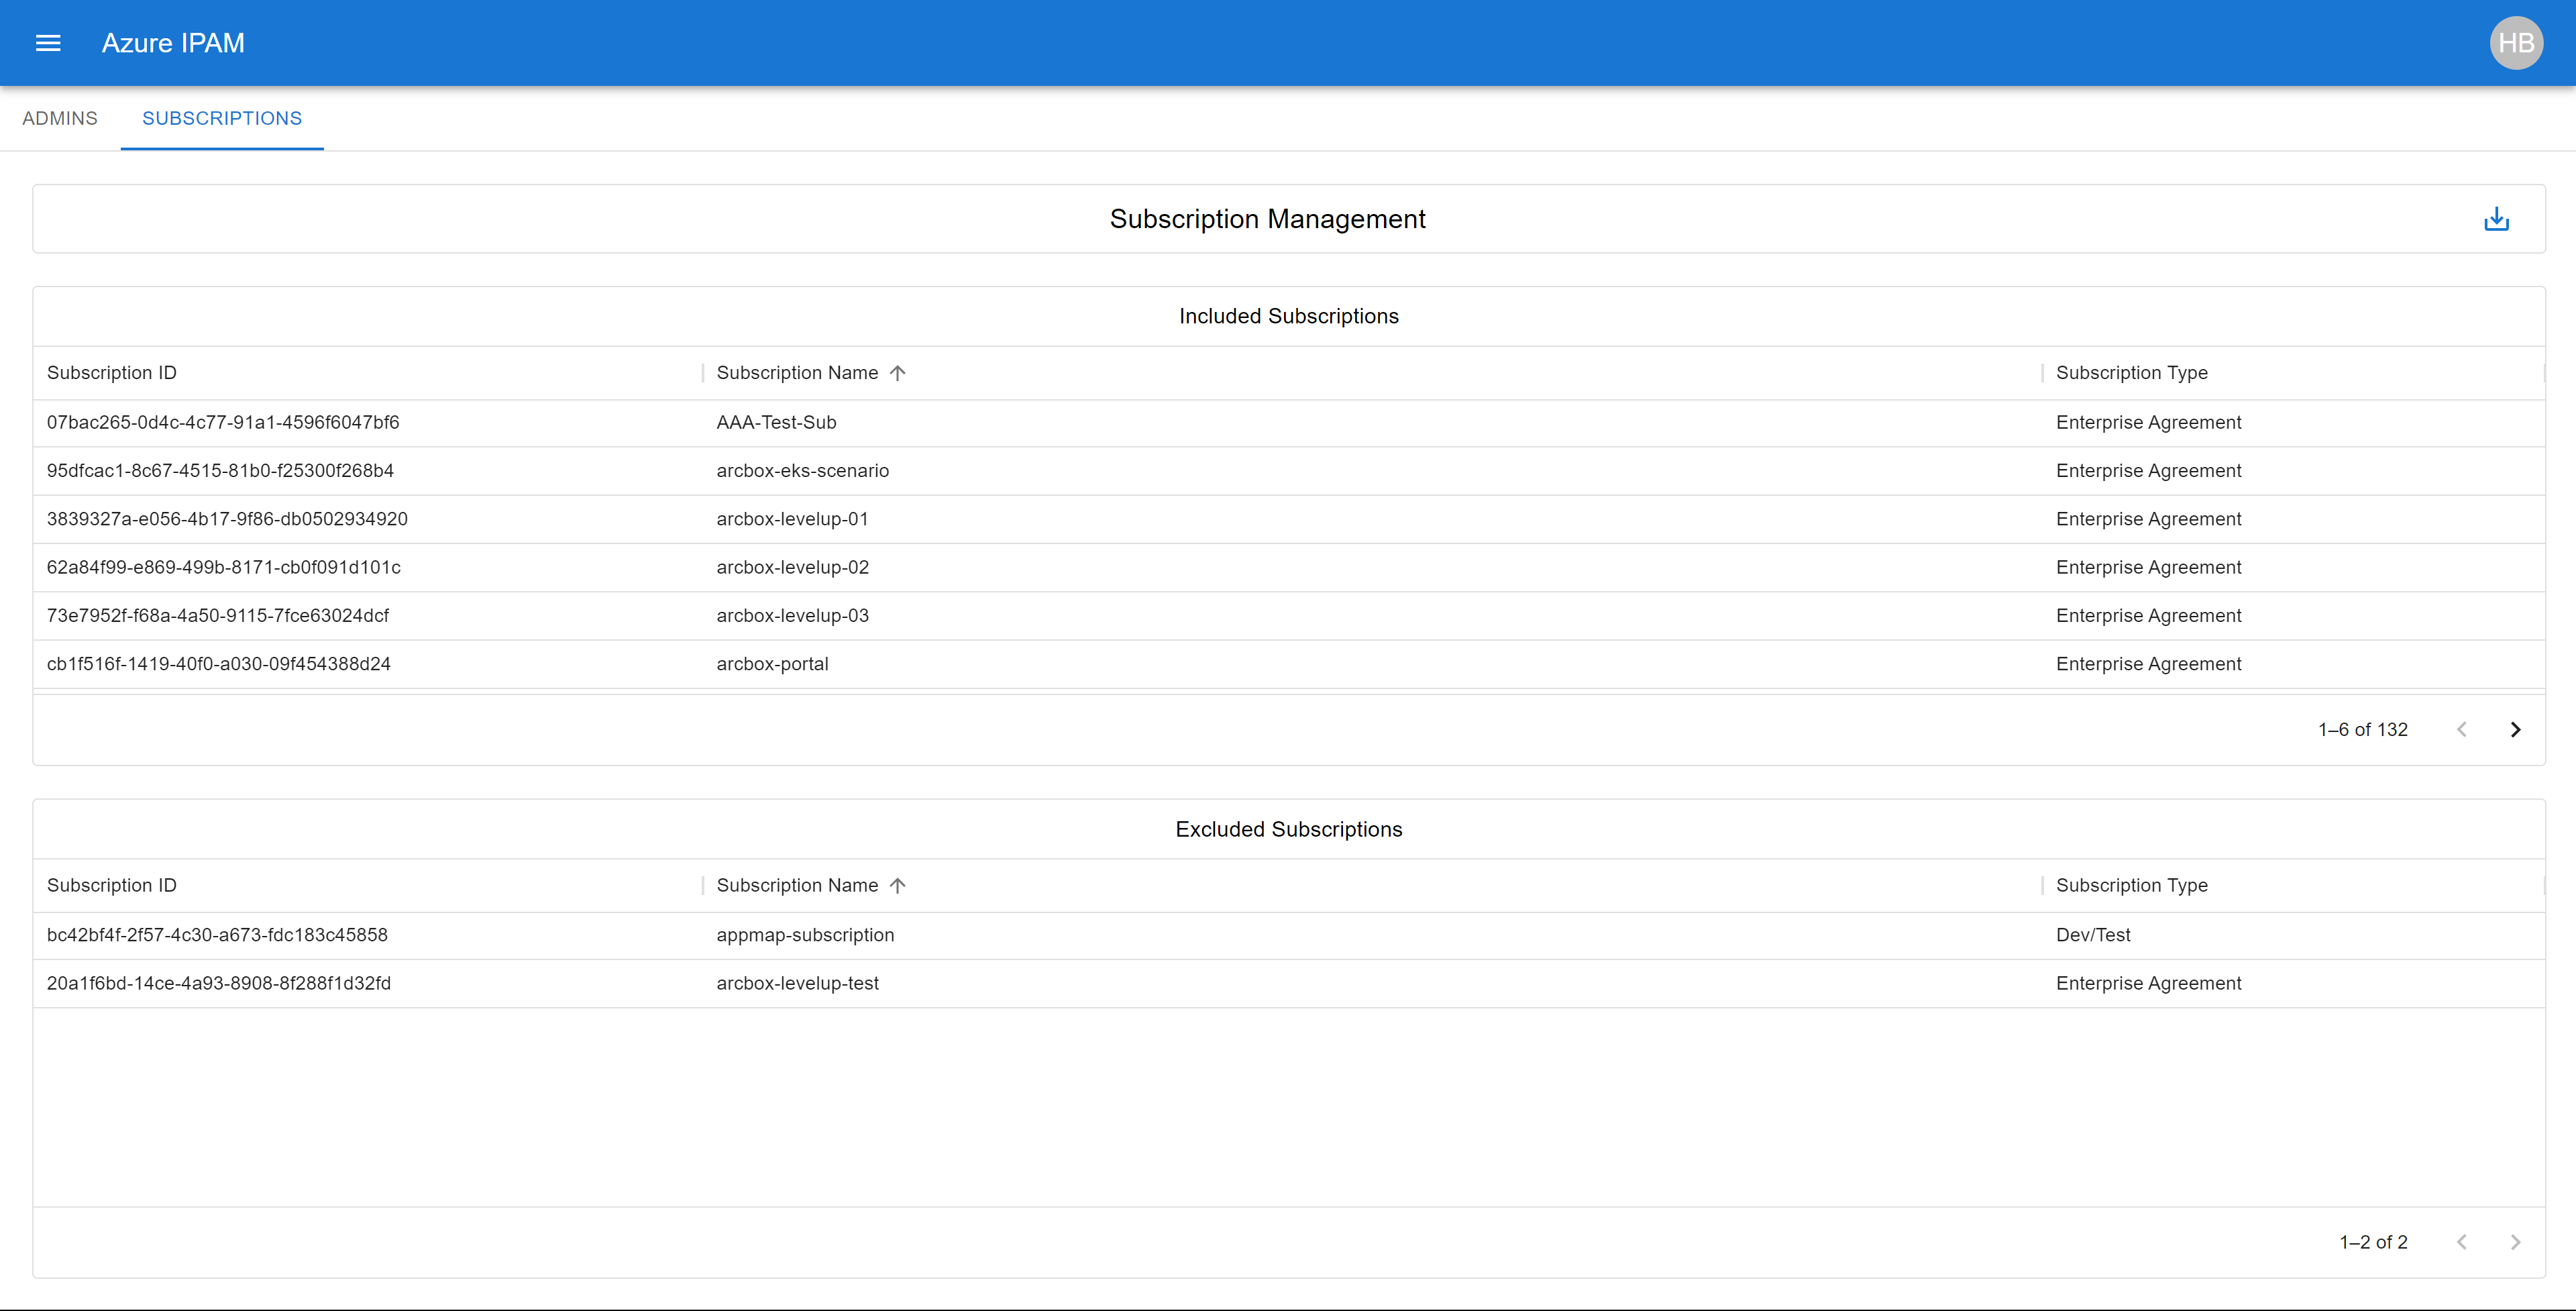 Azure IPAM
HB
ADMINS SUBSCRIPTIONS
Subscription Management
Included Subscriptions
Subscription ID Subscription Name Subscription Type
07bac265-0d4c-4c77-91a1-4596f6047bf6 AAA-Test-Sub Enterprise Agreement
95dfcac1-8c67-4515-81b0-f25300f268b4 arcbox-eks-scenario Enterprise Agreement
3839327a-e056-4b17-9f86-db0502934920 arcbox-levelup-01 Enterprise Agreement
62a84f99-e869-499b-8171-cb0f091d101c arcbox-levelup-02 Enterprise Agreement
73e7952f-f68a-4a50-9115-7fce63024dcf arcbox-levelup-03 Enterprise Agreement
cb1f516f-1419-40f0-a030-09f454388d24 arcbox-portal Enterprise Agreement
1–6 of 132
Excluded Subscriptions
Subscription ID Subscription Name Subscription Type
bc42bf4f-2f57-4c30-a673-fdc183c45858 appmap-subscription Dev/Test
20a1f6bd-14ce-4a93-8908-8f288f1d32fd arcbox-levelup-test Enterprise Agreement
1–2 of 2